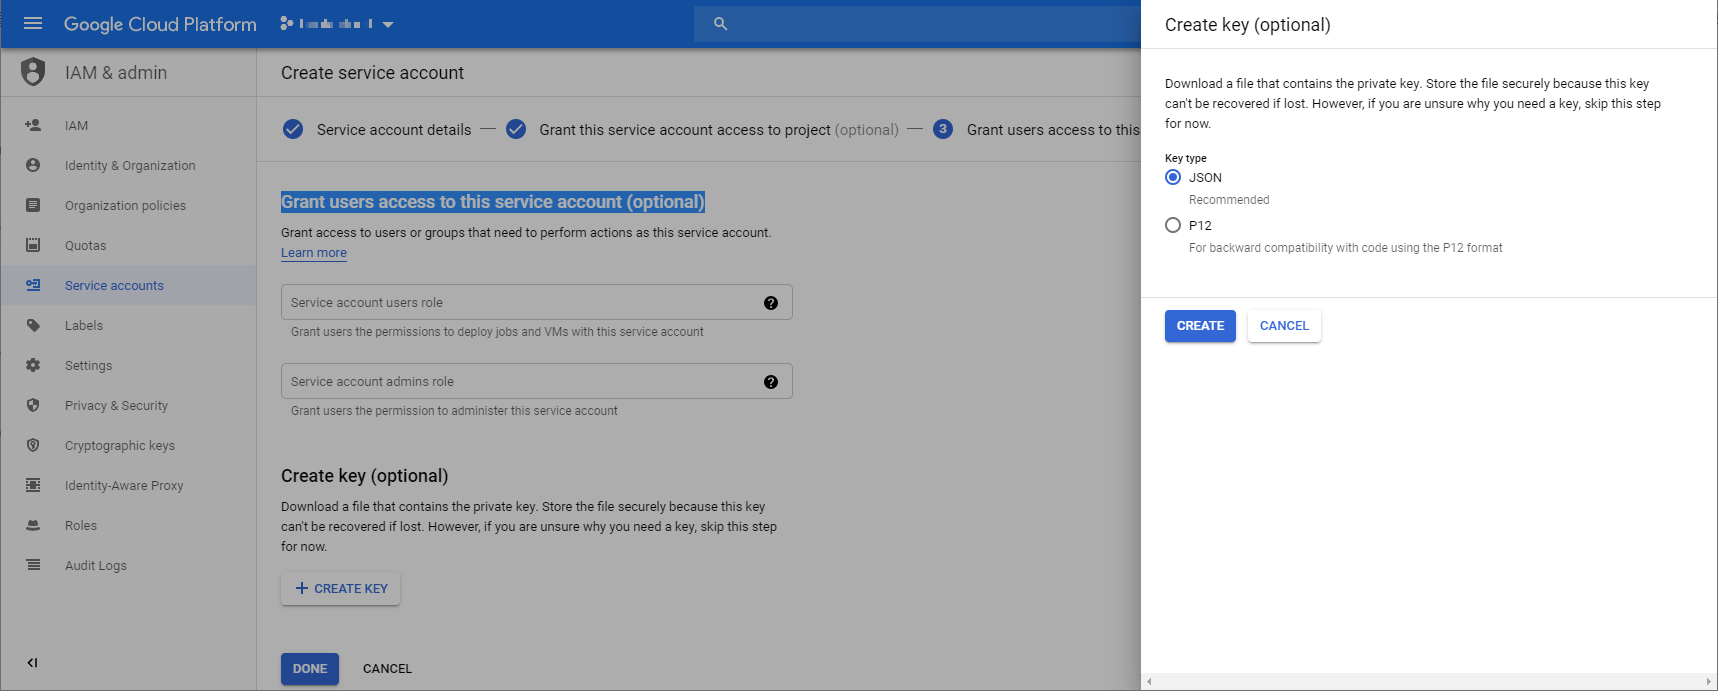 Google Cloud Platform
IAM & admin
IAM
Identity & Organization
Organization policies
Quotas
Service accounts
Labels
Settings
Privacy & Security
Cryptographic keys
Identity-Aware Proxy
Roles
Audit Logs
Create service account
Service account details — Grant this service account access to project (optional) — 3 Grant users access to this
Grant users access to this service account (optional)
Grant access to users or groups that need to perform actions as this service account.
Learn more
Service account users role
Grant users the permissions to deploy jobs and VMs with this service account
Service account admins role
Grant users the permission to administer this service account
Create key (optional)
Download a file that contains the private key. Store the file securely because this key
can't be recovered if lost. However, if you are unsure why you need a key, skip this step
for now.
+ CREATE KEY
DONE CANCEL
Create key (optional)
Download a file that contains the private key. Store the file securely because this key
can't be recovered if lost. However, if you are unsure why you need a key, skip this step
for now.
Key type
JSON
Recommended
P12
For backward compatibility with code using the P12 format
CREATE CANCEL